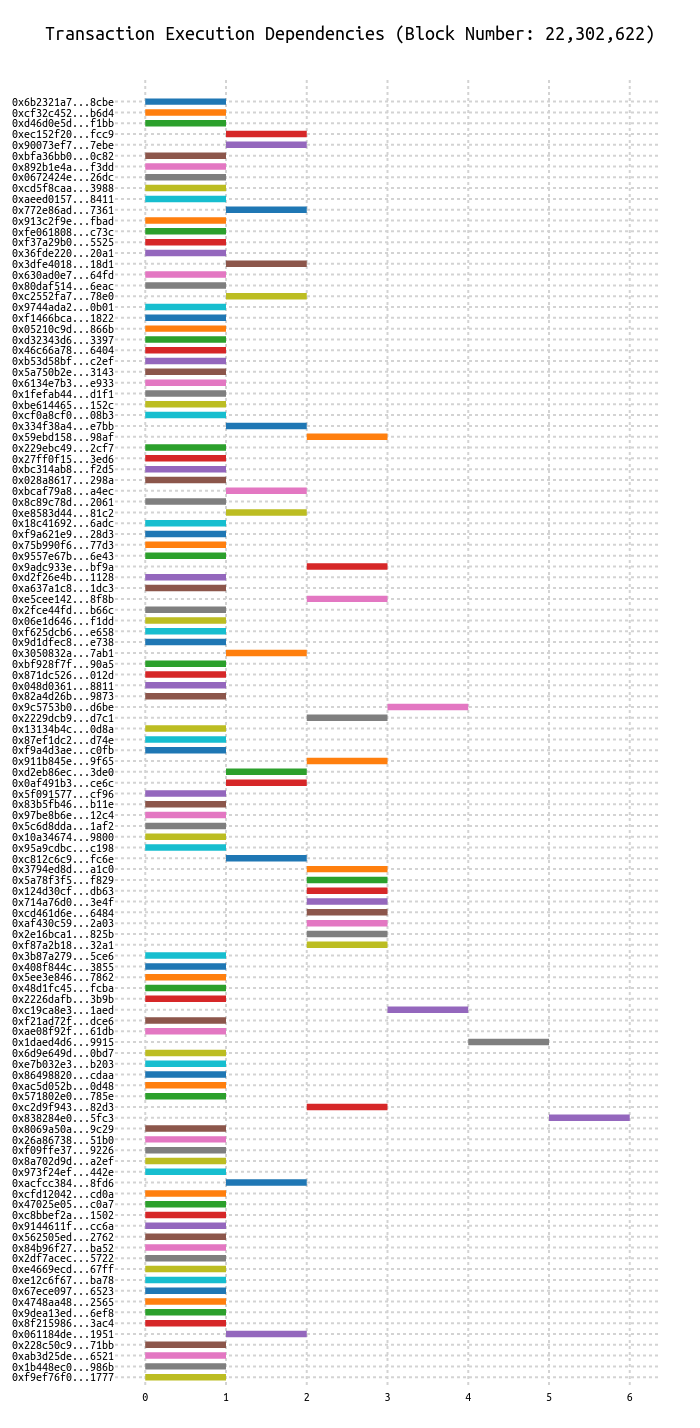 Transaction Execution Dependencies (Block Number: 22,302,622)
0x6b2321a7...8cbe
0xcf32c452...b6d4
0xd46d0e5d...f1bb
0xec152f20...fcc9
0x90073ef7...7ebe
0xbfa36bb0...0c82
0x892b1e4a...f3dd
0x0672424e...26dc
0xcd5f8caa...3988
0xaeed0157...8411
0x772e86ad...7361
0x913c2f9e...fbad
0xfe061808...c73c
0xf37a29b0...5525
0x36fde220...20a1
0x3dfe4018...18d1
0x630ad0e7...64fd
0x80daf514...6eac
0xc2552fa7...78e0
0x9744ada2...0b01
0xf1466bca...1822
0x05210c9d...866b
0xd32343d6...3397
0x46c66a78...6404
0xb53d58bf...c2ef
0x5a750b2e...3143
0x6134e7b3...e933
0x1fefab44...d1f1
0xbe614465...152c
0xcf0a8cf0...08b3
0x334f38a4...e7bb
0x59ebd158...98af
0x229ebc49...2cf7
0x27ff0f15...3ed6
0xbc314ab8...f2d5
0x028a8617...298a
0xbcaf79a8...a4ec
0x8c89c78d...2061
0xe8583d44...81c2
0x18c41692...6adc
0xf9a621e9...28d3
0x75b990f6...77d3
0x9557e67b...6e43
0x9adc933e...bf9a
0xd2f26e4b...1128
0xa637a1c8...1dc3
0xe5cee142...8f8b
0x2fce44fd...b66c
0x06e1d646...f1dd
0xf625dcb6...e658
0x9d1dfec8...e738
0x3050832a...7ab1
0xbf928f7f...90a5
0x871dc526...012d
0x048d0361...8811
0x82a4d26b...9873
0x9c5753b0...d6be
0x2229dcb9...d7c1
0x13134b4c...0d8a
0x87ef1dc2...d74e
0xf9a4d3ae...c0fb
0x911b845e...9f65
0xd2eb86ec...3de0
0x0af491b3...ce6c
0x5f091577...cf96
0x83b5fb46...b11e
0x97be8b6e...12c4
0x5c6d8dda...1af2
0x10a34674...9800
0x95a9cdbc...c198
0xc812c6c9...fc6e
0x3794ed8d...a1c0
0x5a78f3f5...f829
0x124d30cf...db63
0x714a76d0...3e4f
0xcd461d6e...6484
0xaf430c59...2a03
0x2e16bca1...825b
0xf87a2b18...32a1
0x3b87a279...5ce6
0x408f844c...3855
0x5ee3e846...7862
0x48d1fc45...fcba
0x2226dafb...3b9b
0xc19ca8e3...1aed
0xf21ad72f...dce6
0xae08f92f...61db
0x1daed4d6...9915
0x6d9e649d...0bd7
0xe7b032e3...b203
0x86498820...cdaa
0xac5d052b...0d48
0x571802e0...785e
0xc2d9f943...82d3
0x838284e0...5fc3
0x8069a50a...9c29
0x26a86738...51b0
0xf09ffe37...9226
0x8a702d9d...a2ef
0x973f24ef...442e
0xacfcc384...8fd6
0xcfd12042...cd0a
0x47025e05...c0a7
0xc8bbef2a...1502
0x9144611f...cc6a
0x562505ed...2762
0x84b96f27...ba52
0x2df7acec...5722
0xe4669ecd...67ff
0xe12c6f67...ba78
0x67ece097...6523
0x4748aa48...2565
0x9dea13ed...6ef8
0x8f215986...3ac4
0x061184de...1951
0x228c50c9...71bb
0xab3d25de...6521
0x1b448ec0...986b
0xf9ef76f0...1777
0 1 2 3 4 5 6